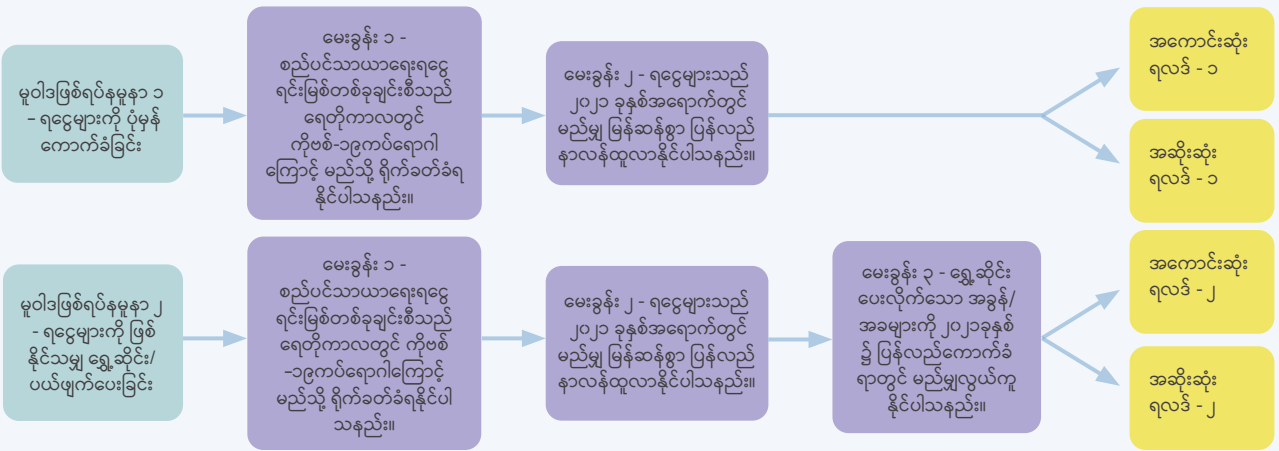 မူဝါဒဖြစ်ရပ်နမူနာ ၁
– ရငွေများကို ပုံမှန်
ကောက်ခံခြင်း
မေးခွန်း ၁ -
စည်ပင်သာယာရေးရငွေ
ရင်းမြစ်တစ်ခုချင်းစီသည်
ရေတိုကာလတွင်
ကိုဗစ်-၁၉ကပ်ရောဂါ
ကြောင့် မည်သို့ ရိုက်ခတ်ခံရ
နိုင်ပါသနည်း။
မေးခွန်း ၂ - ရငွေများသည်
၂၀၂၁ ခုနှစ်အရောက်တွင်
မည်မျှ မြန်ဆန်စွာ ပြန်လည်
နာလန်ထူလာနိုင်ပါသနည်း။
အကောင်းဆုံး
ရလဒ် - ၁
အဆိုးဆုံး
ရလဒ် - ၁
မူဝါဒဖြစ်ရပ်နမူနာ ၂
- ရငွေများကို ဖြစ်
နိုင်သမျှ ရွှေ့ဆိုင်း/
ပယ်ဖျက်ပေးခြင်း
မေးခွန်း ၁ -
စည်ပင်သာယာရေးရငွေ
ရင်းမြစ်တစ်ခုချင်းစီသည်
ရေတိုကာလတွင် ကိုဗစ်
–၁၉ကပ်ရောဂါကြောင့်
မည်သို့ ရိုက်ခတ်ခံရနိုင်ပါ
သနည်း။
မေးခွန်း ၂ - ရငွေများသည်
၂၀၂၁ ခုနှစ်အရောက်တွင်
မည်မျှ မြန်ဆန်စွာ ပြန်လည်
နာလန်ထူလာနိုင်ပါသနည်း။
မေးခွန်း ၃ - ရွှေ့ဆိုင်း
ပေးလိုက်သော အခွန်/
အခများကို ၂၀၂၁ခုနှစ်
၌ ပြန်လည်ကောက်ခံ
ရာတွင် မည်မျှလွယ်ကူ
နိုင်ပါသနည်း။
အကောင်းဆုံး
ရလဒ် - ၂
အဆိုးဆုံး
ရလဒ် - ၂